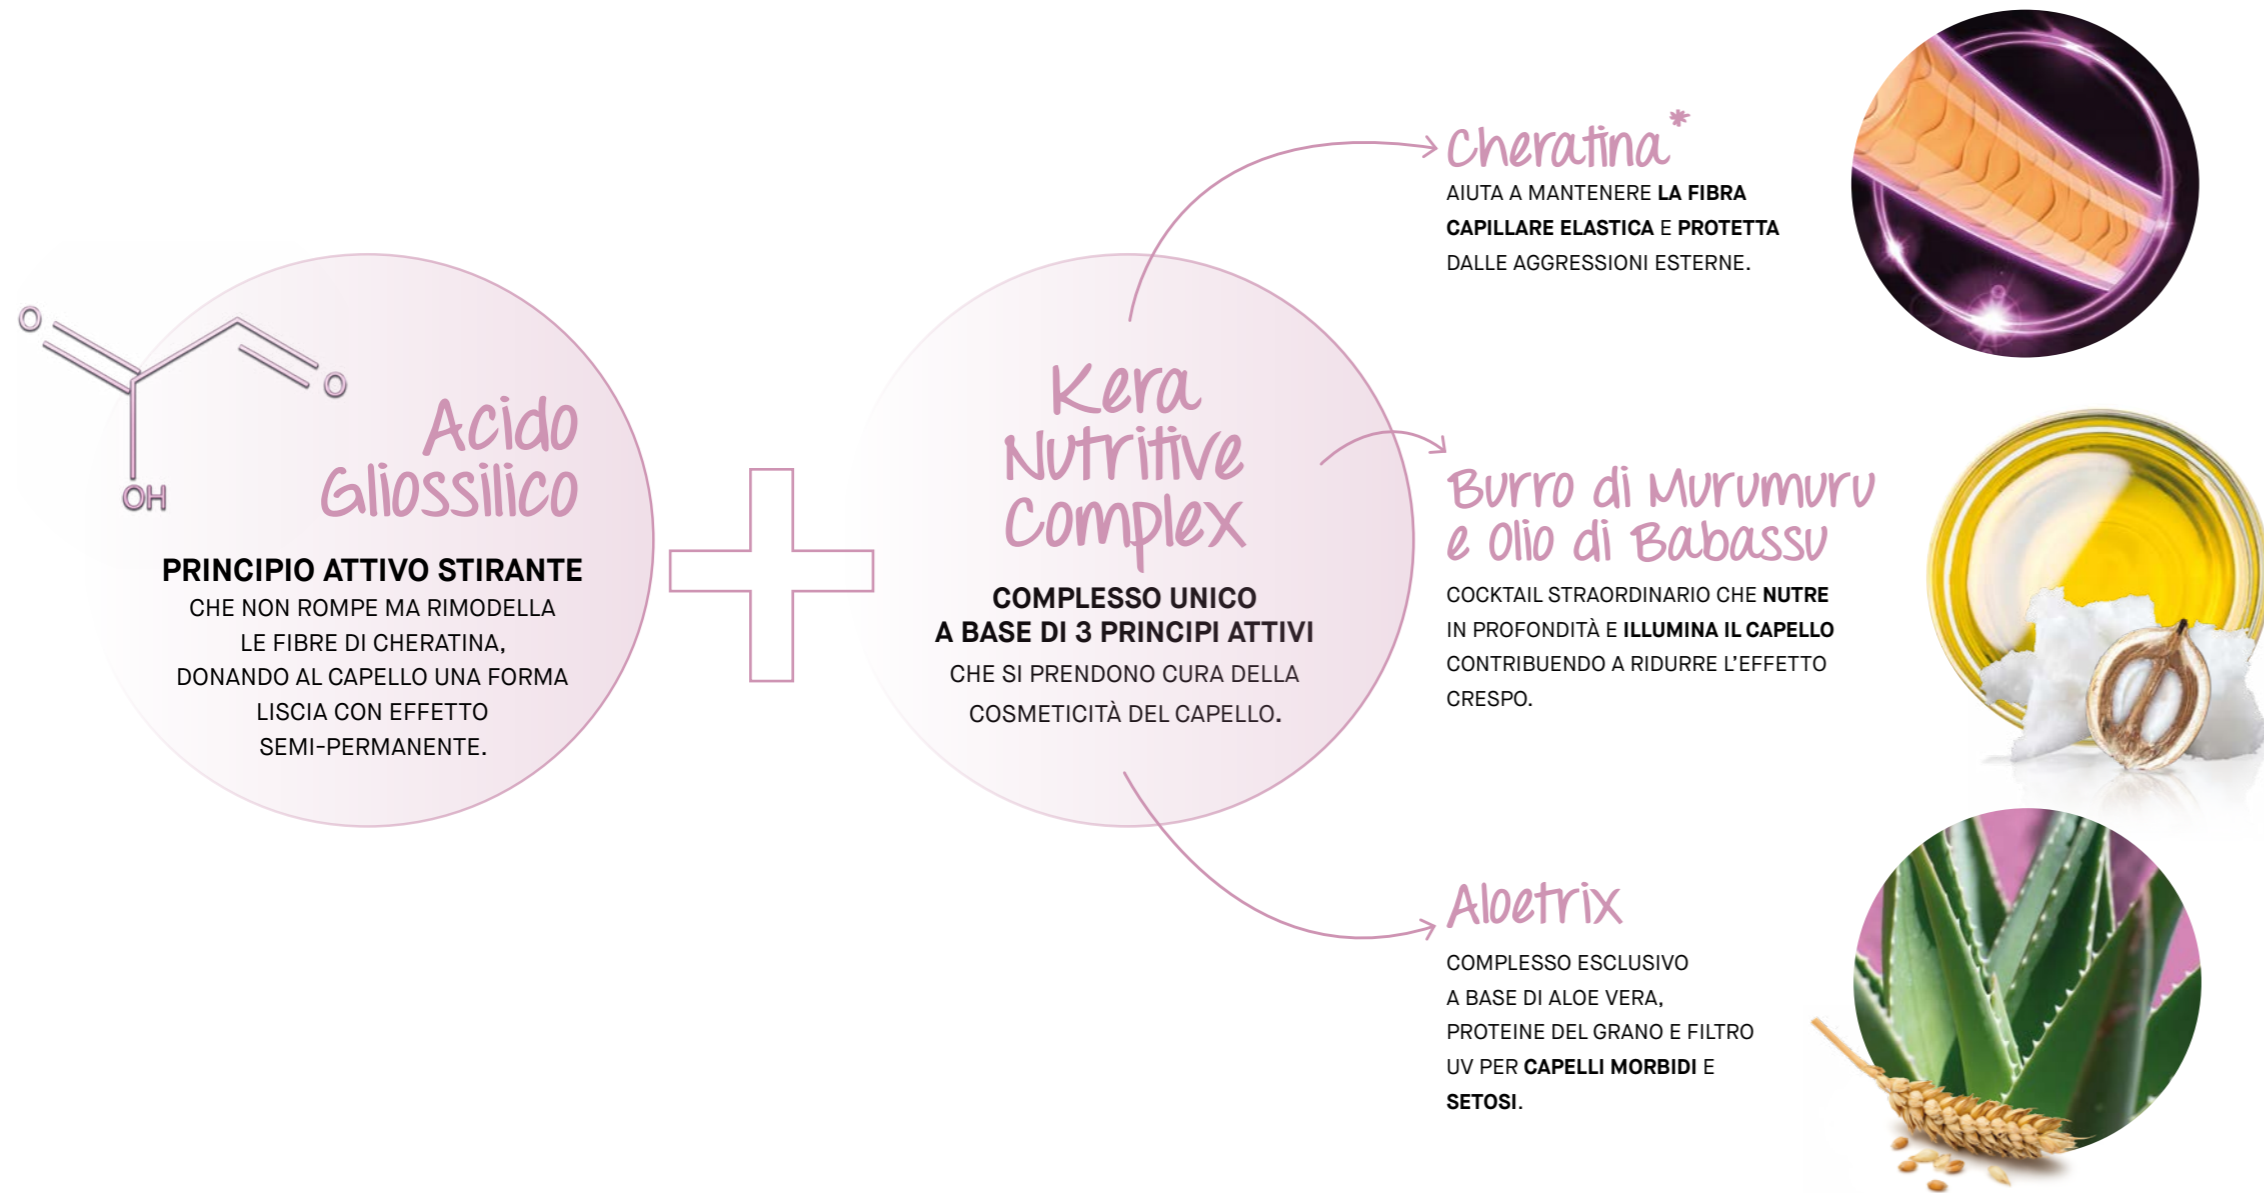 O
O
OH
Acido
Gliossilico
PRINCIPIO ATTIVO STIRANTE
CHE NON ROMPE MA RIMODELLA
LE FIBRE DI CHERATINA,
DONANDO AL CAPELLO UNA FORMA
LISCIA CON EFFETTO
SEMI-PERMANENTE.
Kera
Nutritive
Complex
COMPLESSO UNICO
A BASE DI 3 PRINCIPI ATTIVI
CHE SI PRENDONO CURA DELLA
COSMETICITÀ DEL CAPELLO.
Cheratina*
AIUTA A MANTENERE LA FIBRA
CAPILLARE ELASTICA E PROTETTA
DALLE AGGRESSIONI ESTERNE.
Burro di Murumuru
e Olio di Babassu
COCKTAIL STRAORDINARIO CHE NUTRE
IN PROFONDITÀ E ILLUMINA IL CAPELLO
CONTRIBUENDO A RIDURRE L'EFFETTO
CRESPO.
Aloetrix
COMPLESSO ESCLUSIVO
A BASE DI ALOE VERA,
PROTEINE DEL GRANO E FILTRO
UV PER CAPELLI MORBIDI E
SETOSI.